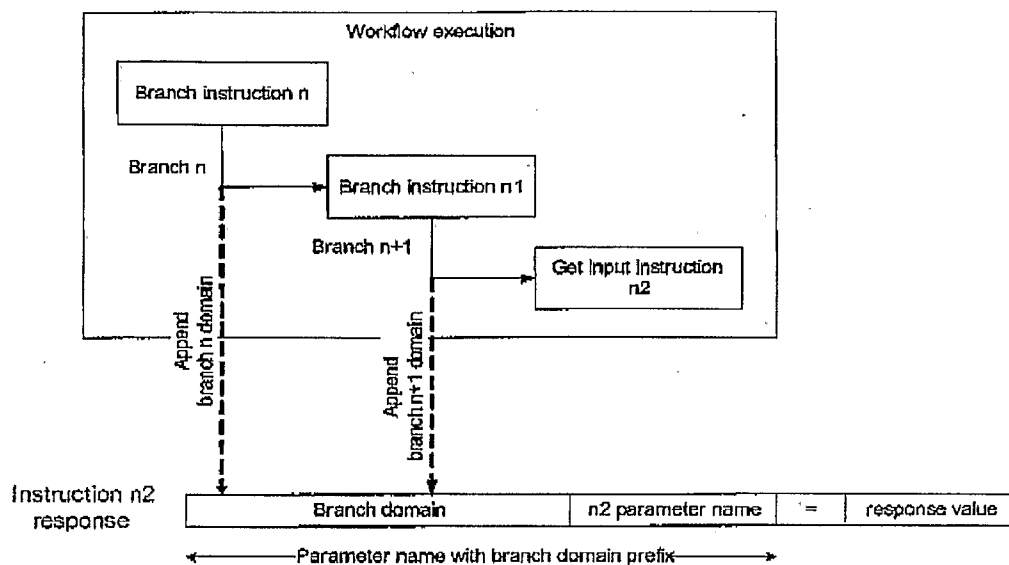 Workflow execution
Branch instruction n
Branch n
Branch instruction n1
Branch n+1
Get Input Instruction
n2
Append
branch n domain
Append
branch n+1 domain
Instruction n2
response
Branch domain
n2 parameter name
=
response value
Parameter name with branch domain prefix